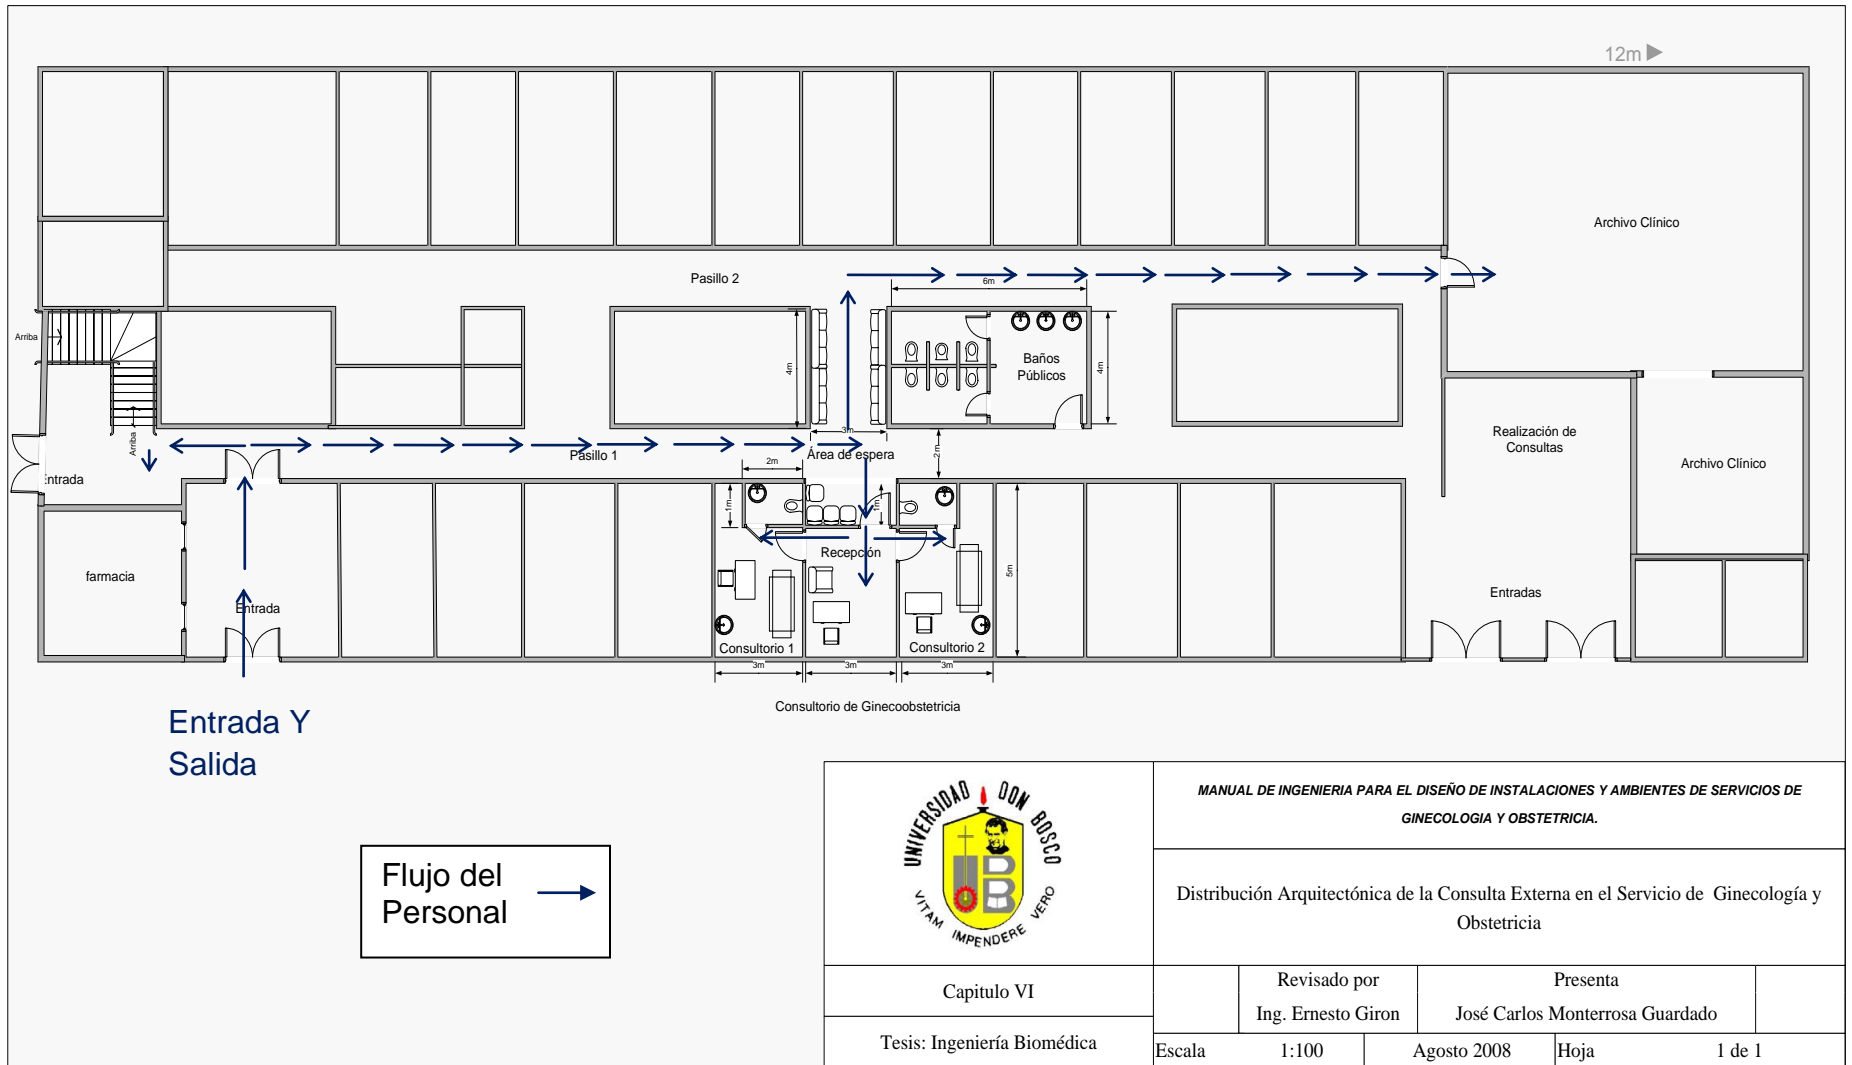 12m
Archivo Clínico
Pasillo 2
6m
Arriba
4m
Baños
Públicos
4m
3m
Arriba
Pasillo 1
Área de espera
2m
2m
Realización de
Consultas
Archivo Clínico
Entrada
1m
1m
Recepción
5m
farmacia
Entrada
Entradas
Consultorio 1
Consultorio 2
3m
3m
3m
Consultorio de Ginecoobstetricia
Entrada Y
Salida
Flujo del
Personal
UNIVERSIDAD DON BOSCO
VITAM IMPENDERE VERO
MANUAL DE INGENIERIA PARA EL DISEÑO DE INSTALACIONES Y AMBIENTES DE SERVICIOS DE
GINECOLOGIA Y OBSTETRICIA.
Distribución Arquitectónica de la Consulta Externa en el Servicio de Ginecología y
Obstetricia
Capitulo VI
Revisado por
Ing. Ernesto Giron
Presenta
José Carlos Monterrosa Guardado
Tesis: Ingeniería Biomédica
Escala 1:100 Agosto 2008 Hoja 1 de 1